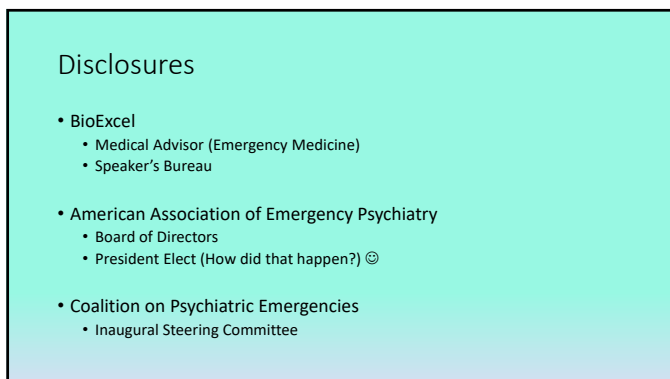 Disclosures
• BioExcel
• Medical Advisor (Emergency Medicine)
• Speaker's Bureau
• American Association of Emergency Psychiatry
• Board of Directors
• President Elect (How did that happen?) ☺
• Coalition on Psychiatric Emergencies
• Inaugural Steering Committee